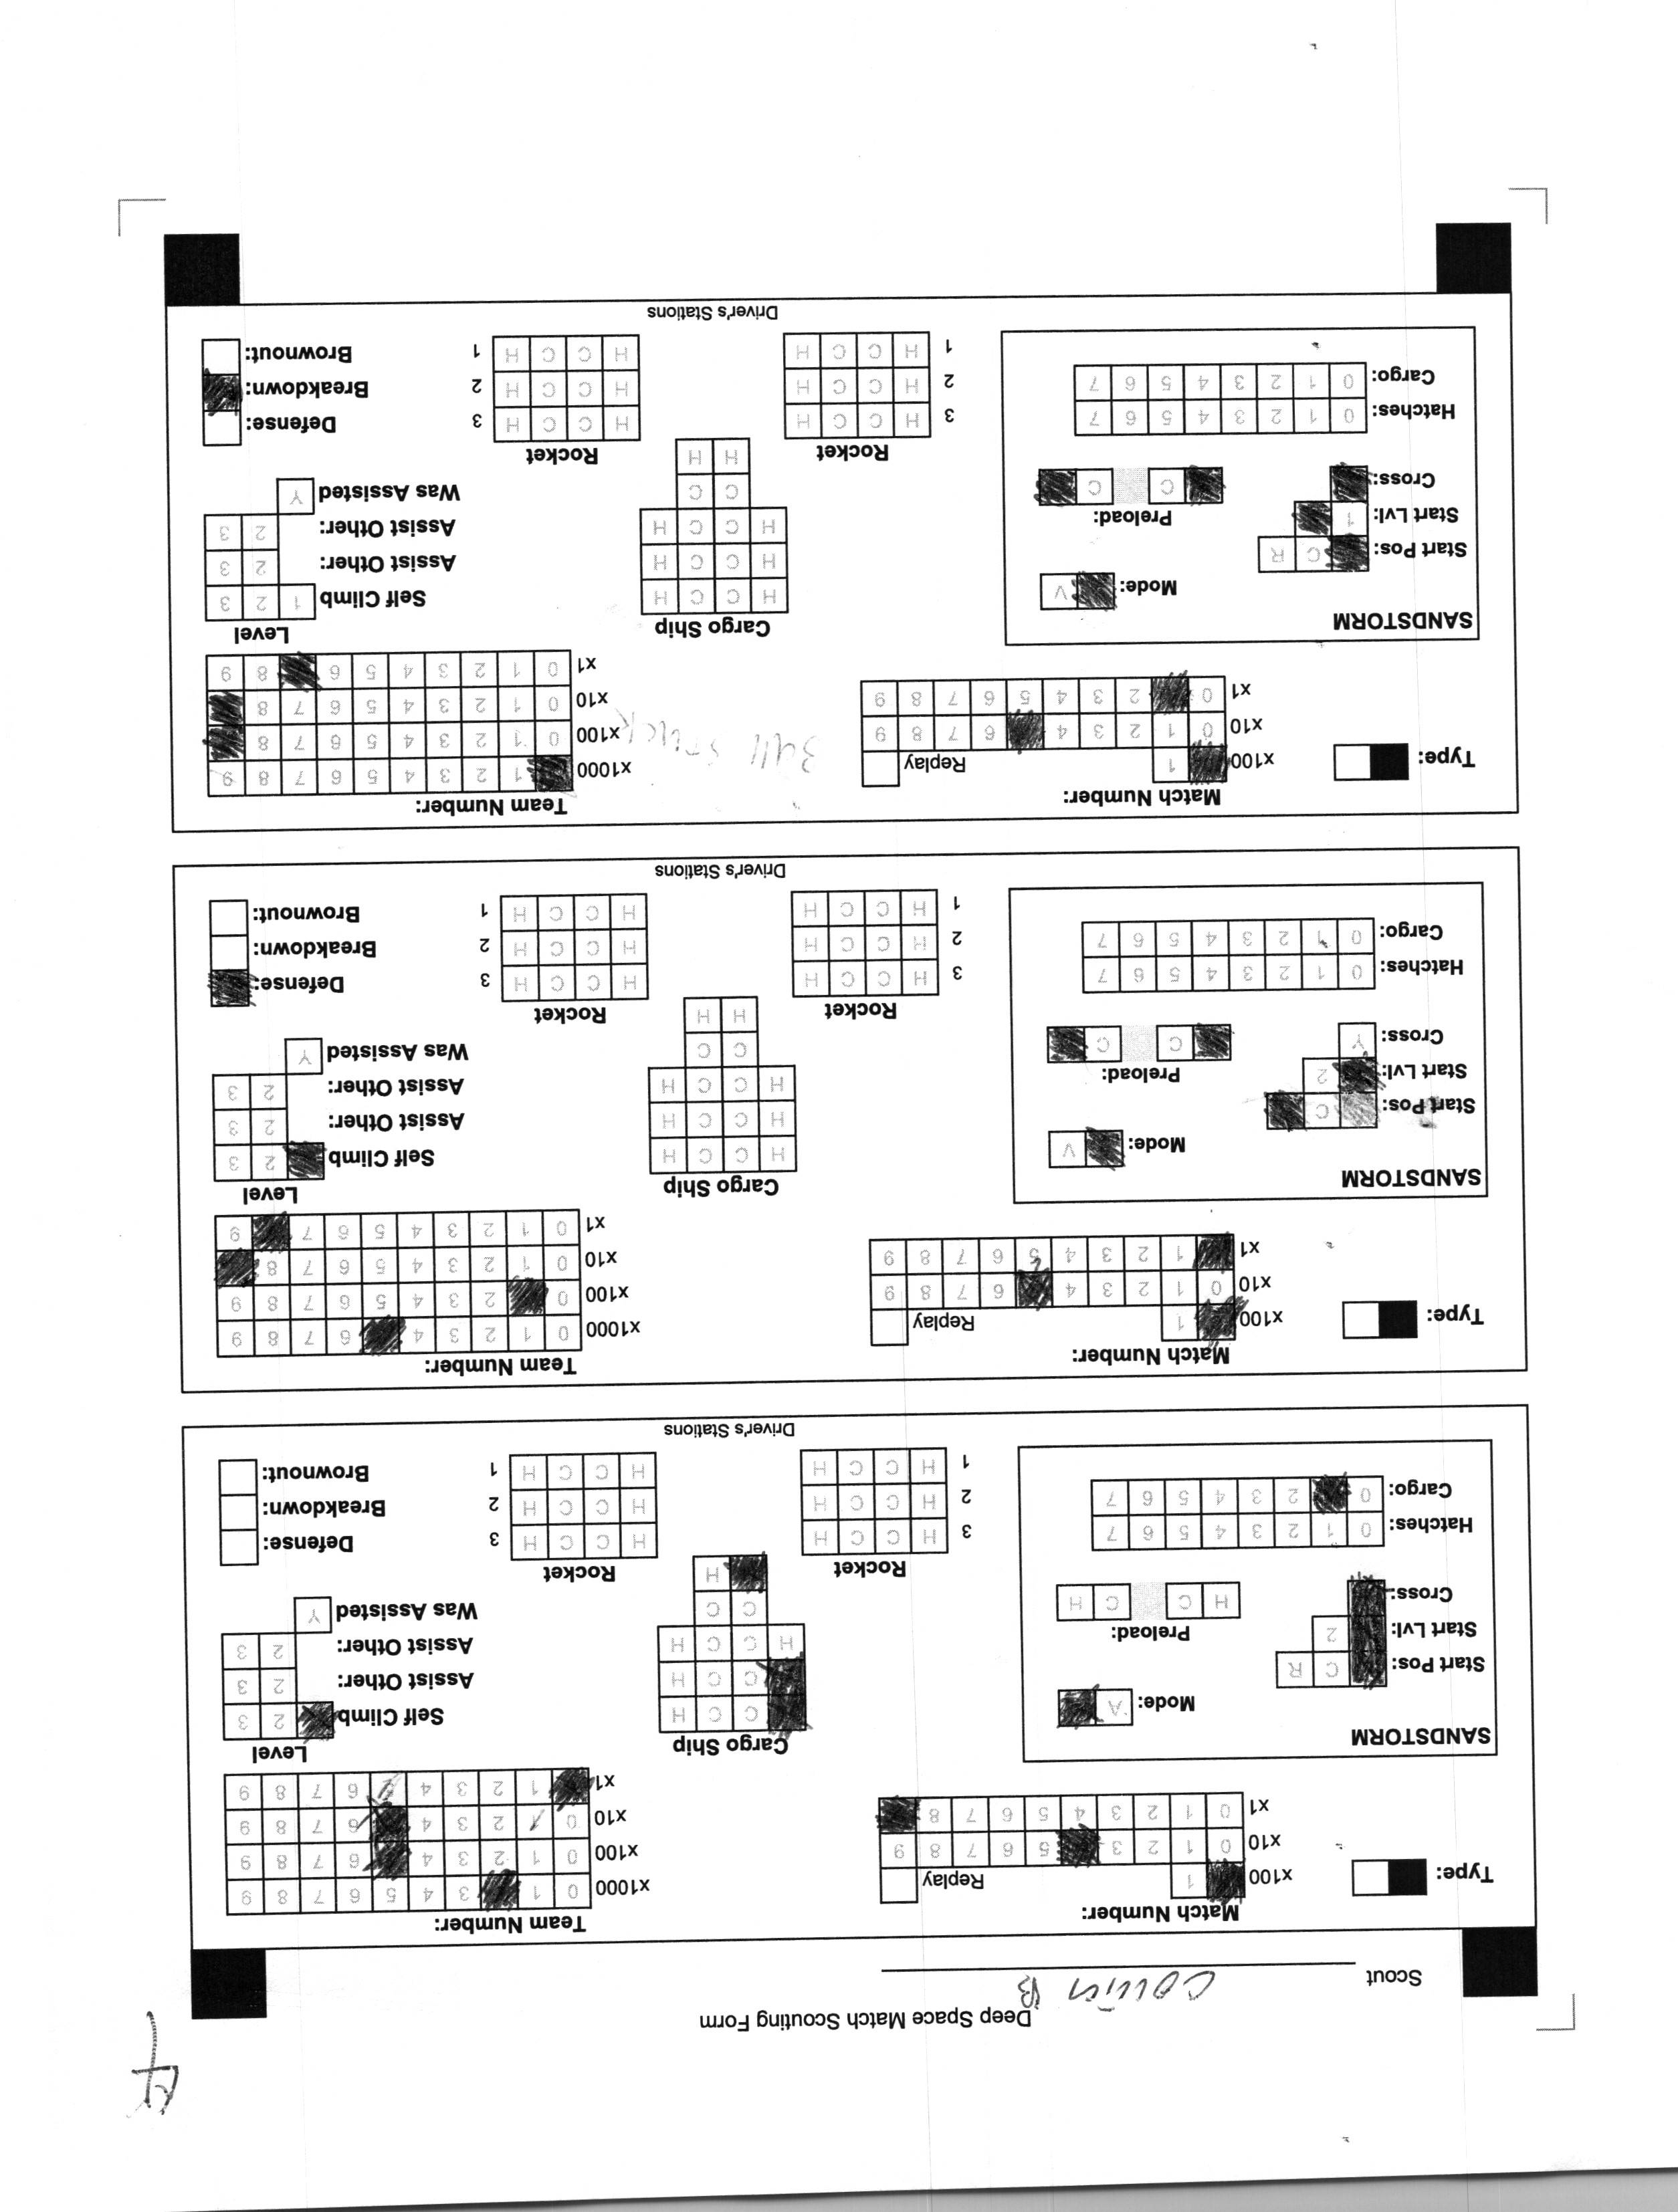 Deep Space Match Scouting Form
Scout Collin B
Match Number:
Team Number:
Type:
x100 1 Replay
x10 0 1 2 3 5 6 7 8 9
x1 0 1 2 3 4 5 6 7 8
x1000 0 1 3 4 5 6 7 8 9
x100 0 1 2 3 4 6 7 8 9
x10 0 1 2 3 4 6 7 8 9
x1 1 2 3 4 6 7 8 9
SANDSTORM
Mode: A
Start Pos: C R
Start Lvl: 2
Cross:
Preload:
H C C H
Hatches: 0 1 2 3 4 5 6 7
Cargo: 0 2 3 4 5 6 7
Cargo Ship
C C H
C C H
H C C H
C C
H
Rocket
3 H C C H
2 H C C H
1 H C C H
Rocket
3 H C C H
2 H C C H
1 H C C H
Level
Self Climb 2 3
Assist Other: 2 3
Assist Other: 2 3
Was Assisted Y
Defense:
Breakdown:
Brownout:
Driver's Stations
Match Number:
Team Number:
Type:
x100 1 Replay
x10 0 1 2 3 4 6 7 8 9
x1 1 2 3 4 5 6 7 8 9
x1000 0 1 2 3 4 6 7 8 9
x100 0 2 3 4 5 6 7 8 9
x10 0 1 2 3 4 5 6 7 8
x1 0 1 2 3 4 5 6 7 9
SANDSTORM
Mode: V
Start Pos: C
Start Lvl: 2
Cross: Y
Preload:
C C
Hatches: 0 1 2 3 4 5 6 7
Cargo: 0 1 2 3 4 5 6 7
Cargo Ship
H C C H
H C C H
H C C H
C C
H H
Rocket
3 H C C H
2 H C C H
1 H C C H
Rocket
3 H C C H
2 H C C H
1 H C C H
Level
Self Climb 2 3
Assist Other: 2 3
Assist Other: 2 3
Was Assisted Y
Defense:
Breakdown:
Brownout:
Driver's Stations
Match Number:
Team Number:
Type:
x100 1 Replay
x10 0 1 2 3 4 6 7 8 9
x1 0 2 3 4 5 6 7 8 9
Ball stuck
x1000 1 2 3 4 5 6 7 8 9
x100 0 1 2 3 4 5 6 7 8
x10 0 1 2 3 4 5 6 7 8
x1 0 1 2 3 4 5 6 8 9
SANDSTORM
Mode: V
Start Pos: C R
Start Lvl: 1
Cross:
Preload:
C C
Hatches: 0 1 2 3 4 5 6 7
Cargo: 0 1 2 3 4 5 6 7
Cargo Ship
H C C H
H C C H
H C C H
C C
H H
Rocket
3 H C C H
2 H C C H
1 H C C H
Rocket
3 H C C H
2 H C C H
1 H C C H
Level
Self Climb 1 2 3
Assist Other: 2 3
Assist Other: 2 3
Was Assisted Y
Defense:
Breakdown:
Brownout:
Driver's Stations